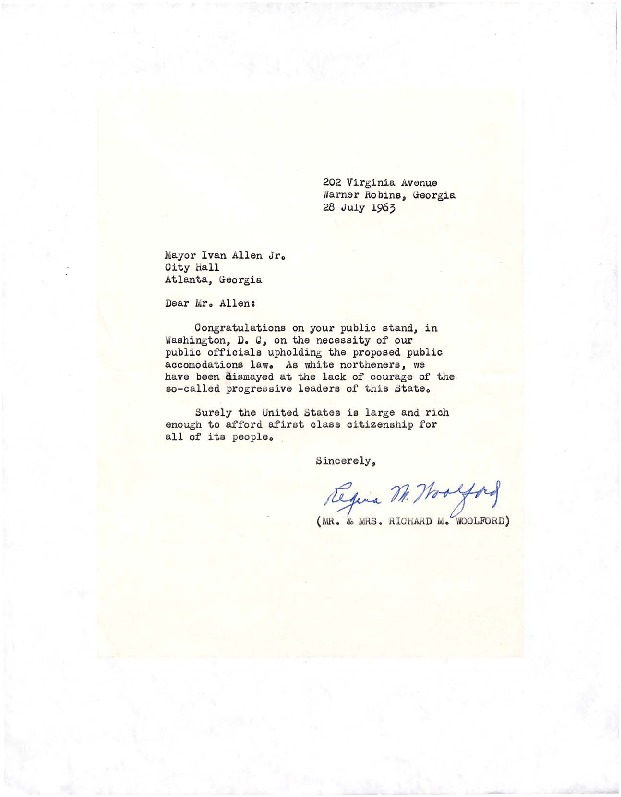 202 Virginia Avenue
Warner Robins, Georgia
28 July 1963
Mayor Ivan Allen Jr.
City Hall
Atlanta, Georgia
Dear Mr. Allen:
Congratulations on your public stand, in
Washington, D. C, on the necessity of our
public officials upholding the proposed public
accomodations law. As white northeners, we
have been dismayed at the lack of courage of the
so-called progressive leaders of this State.
Surely the United States is large and rich
enough to afford afirst class citizenship for
all of its people.
Sincerely,
Regina M. Woolford
(MR. & MRS. RICHARD M. WOOLFORD)